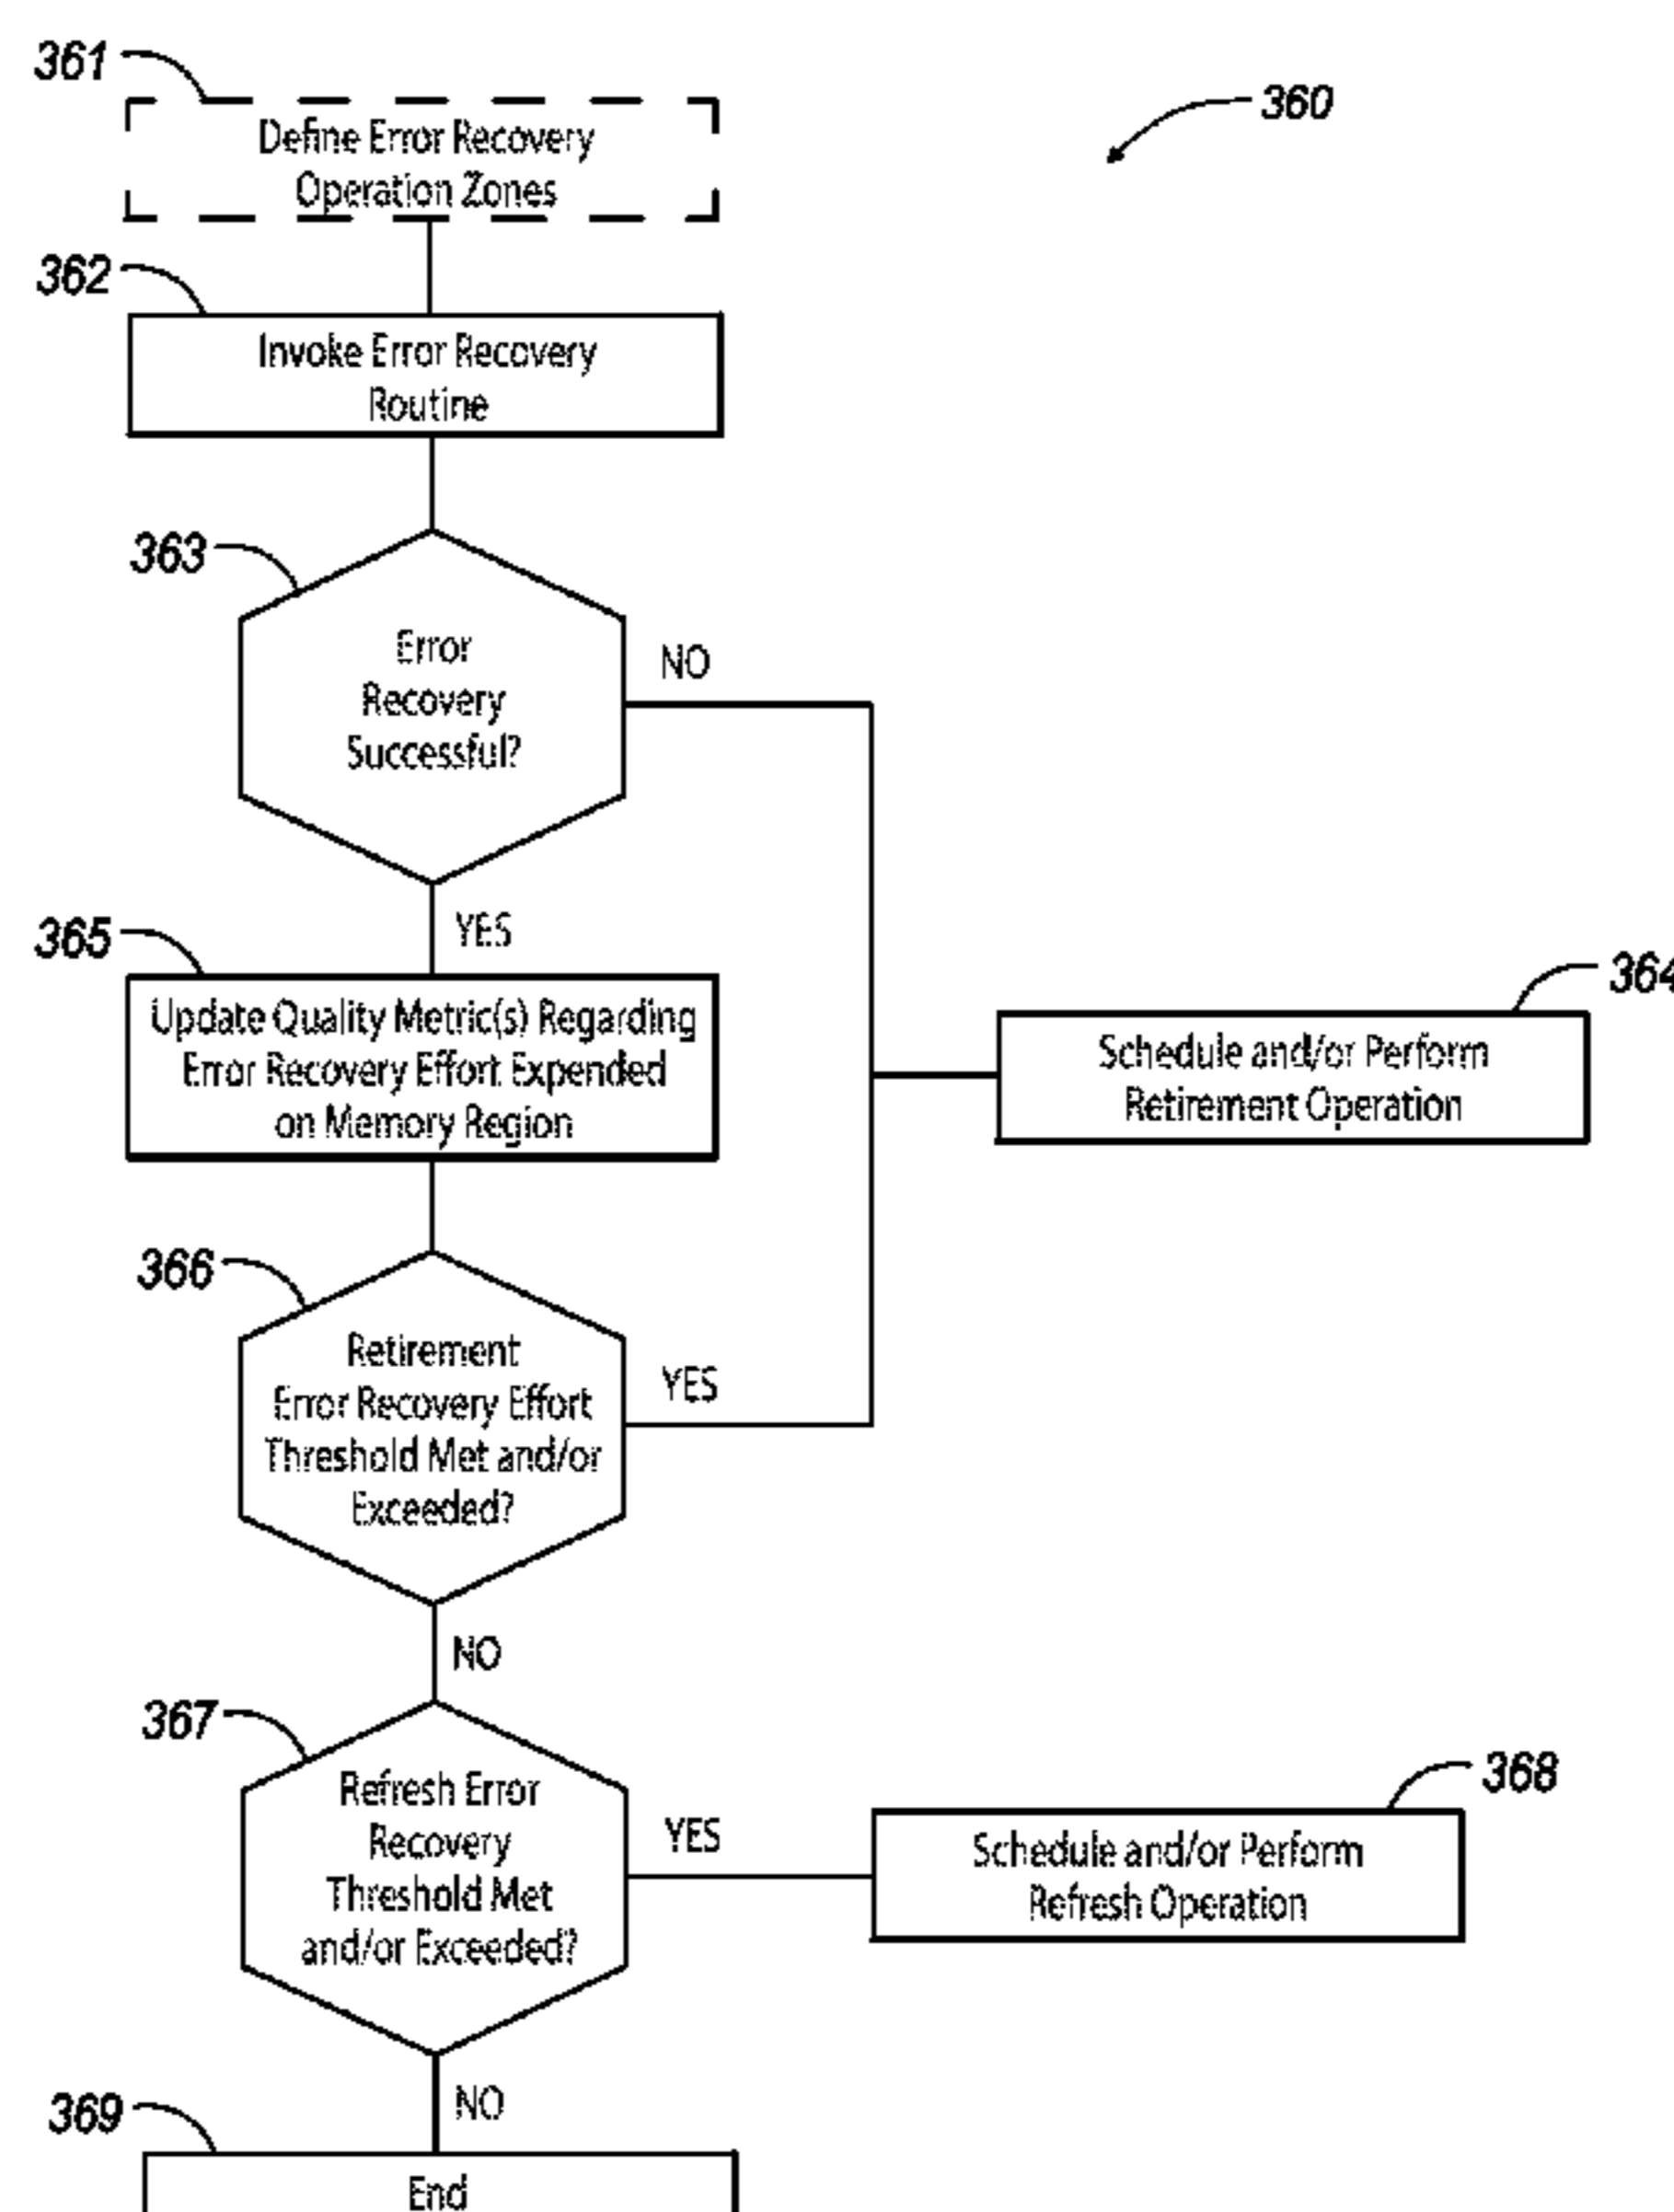 361
360
Define Error Recovery
Operation Zones
362
Invoke Error Recovery
Routine
363
Error
Recovery
Successful?
NO
YES
365
Update Quality Metric(s) Regarding
Error Recovery Effort Expended
on Memory Region
364
Schedule and/or Perform
Retirement Operation
366
Retirement
Error Recovery Effort
Threshold Met and/or
Exceeded?
YES
NO
367
Refresh Error
Recovery
Threshold Met
and/or Exceeded?
YES
368
Schedule and/or Perform
Refresh Operation
NO
369
End